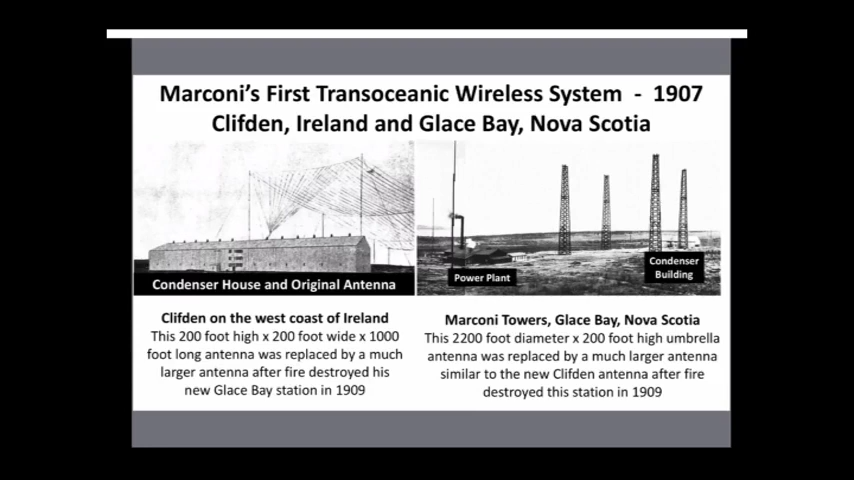 Marconi's First Transoceanic Wireless System - 1907
Clifden, Ireland and Glace Bay, Nova Scotia
Condenser House and Original Antenna
Power Plant
Condenser
Building
Clifden on the west coast of Ireland
This 200 foot high x 200 foot wide x 1000
foot long antenna was replaced by a much
larger antenna after fire destroyed his
new Glace Bay station in 1909
Marconi Towers, Glace Bay, Nova Scotia
This 2200 foot diameter x 200 foot high umbrella
antenna was replaced by a much larger antenna
similar to the new Clifden antenna after fire
destroyed this station in 1909